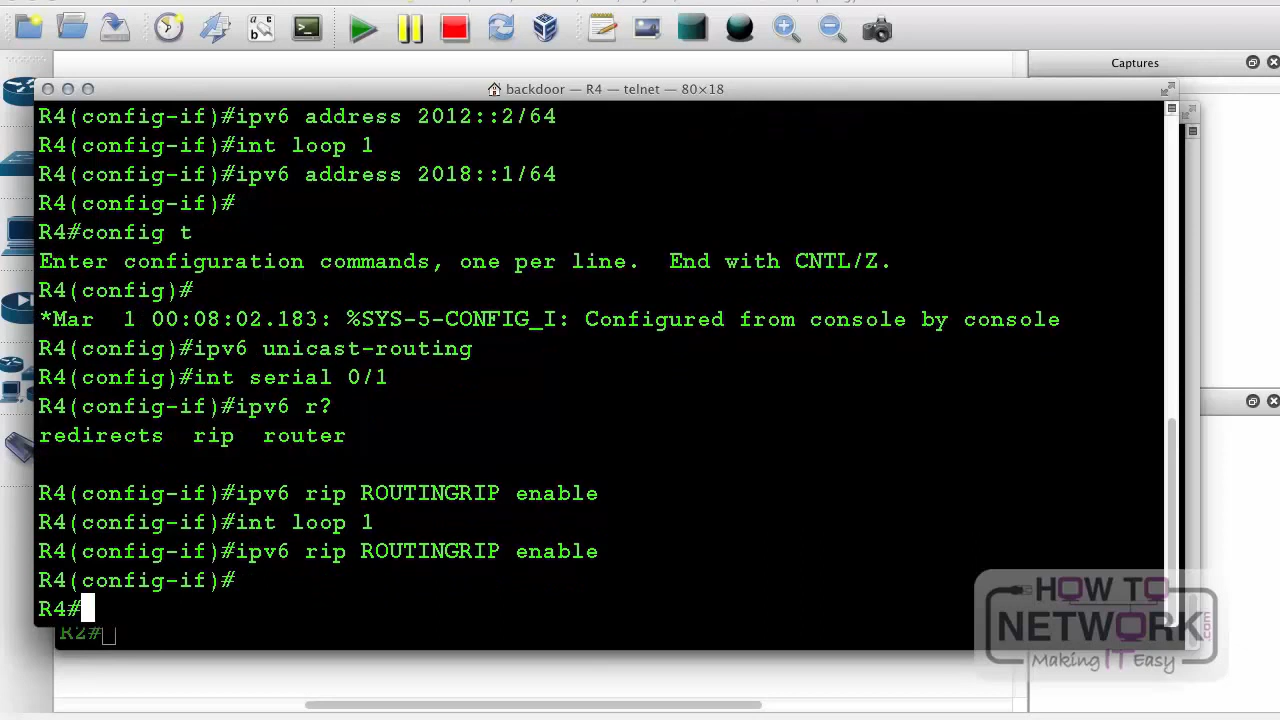 Captures
backdoor — R4 — telnet — 80×18
R4(config-if)#ipv6 address 2012::2/64
R4(config-if)#int loop 1
R4(config-if)#ipv6 address 2018::1/64
R4(config-if)#
R4#config t
Enter configuration commands, one per line.  End with CNTL/Z.
R4(config)#
*Mar  1 00:08:02.183: %SYS-5-CONFIG_I: Configured from console by console
R4(config)#ipv6 unicast-routing
R4(config)#int serial 0/1
R4(config-if)#ipv6 r?
redirects  rip  router
R4(config-if)#ipv6 rip ROUTINGRIP enable
R4(config-if)#int loop 1
R4(config-if)#ipv6 rip ROUTINGRIP enable
R4(config-if)#
R4#
R2#
HOW TO
NETWORK.com
Making IT Easy